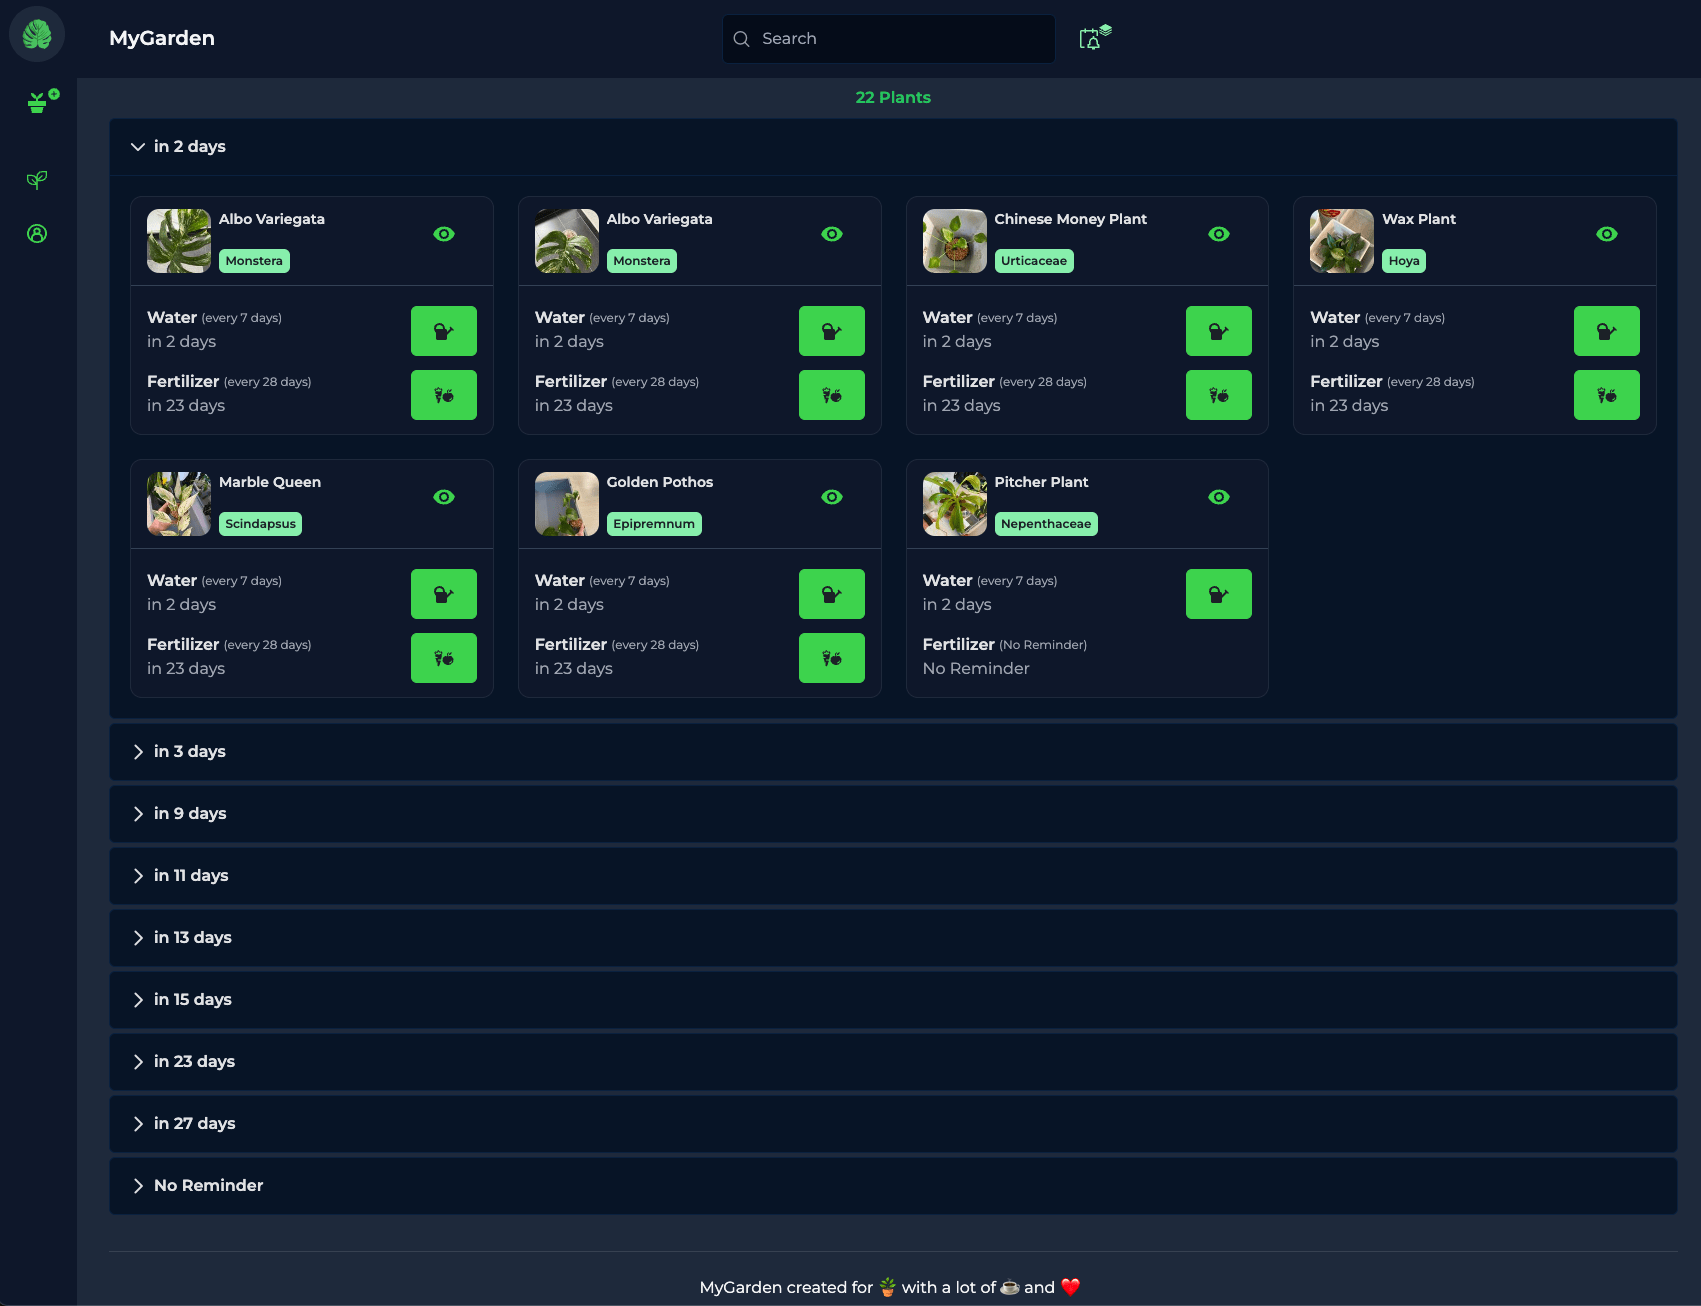 MyGarden
Search
22 Plants
in 2 days
Albo Variegata
Monstera
Water (every 7 days)
in 2 days
Fertilizer (every 28 days)
in 23 days
Albo Variegata
Monstera
Water (every 7 days)
in 2 days
Fertilizer (every 28 days)
in 23 days
Chinese Money Plant
Urticaceae
Water (every 7 days)
in 2 days
Fertilizer (every 28 days)
in 23 days
Wax Plant
Hoya
Water (every 7 days)
in 2 days
Fertilizer (every 28 days)
in 23 days
Marble Queen
Scindapsus
Water (every 7 days)
in 2 days
Fertilizer (every 28 days)
in 23 days
Golden Pothos
Epipremnum
Water (every 7 days)
in 2 days
Fertilizer (every 28 days)
in 23 days
Pitcher Plant
Nepenthaceae
Water (every 7 days)
in 2 days
Fertilizer (No Reminder)
No Reminder
in 3 days
in 9 days
in 11 days
in 13 days
in 15 days
in 23 days
in 27 days
No Reminder
MyGarden created for 🪴 with a lot of ☕ and ❤️